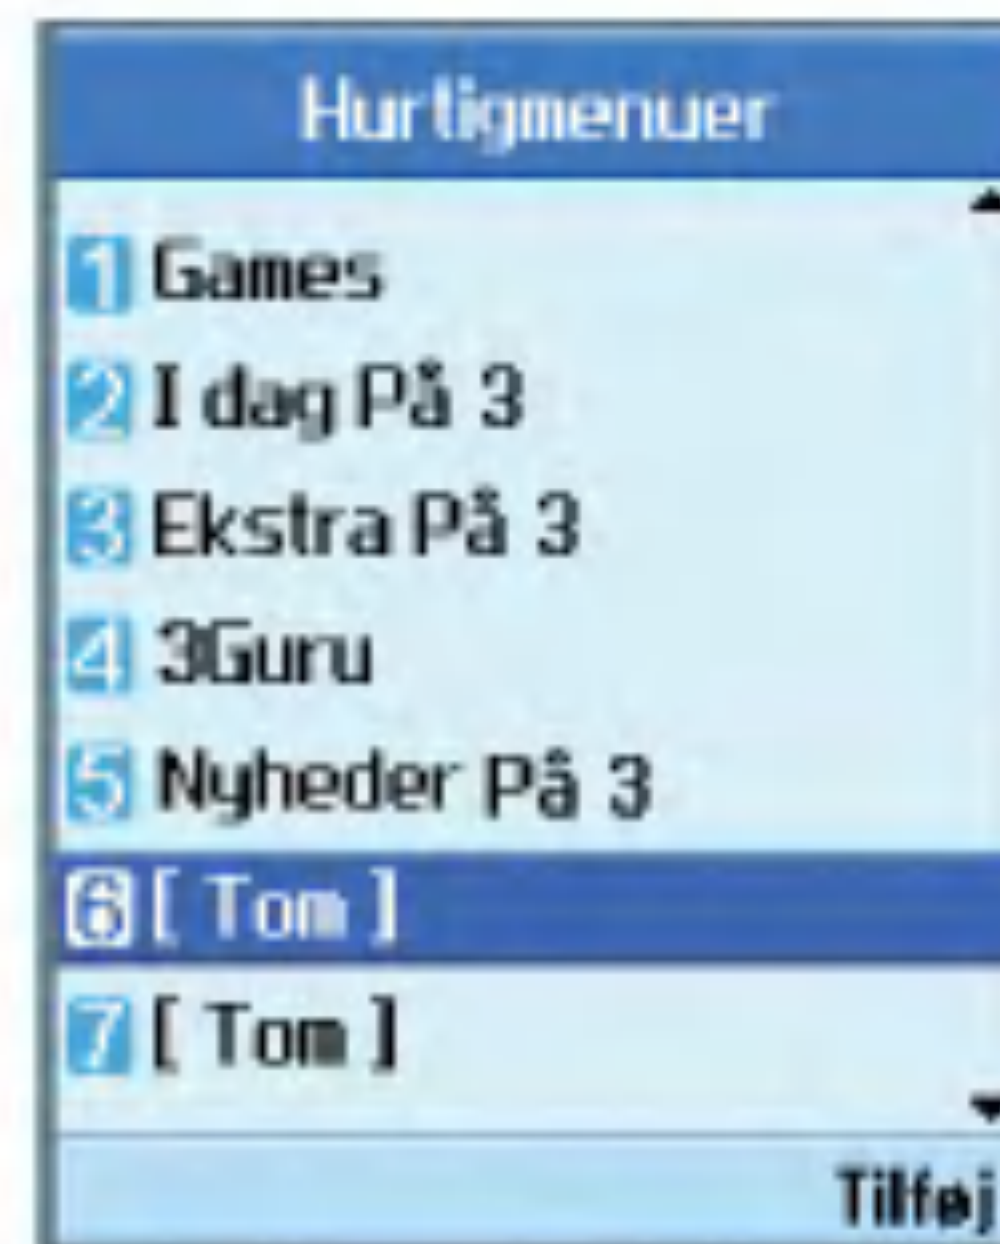 Hurtigmenuer
1 Games
2 I dag På 3
3 Ekstra På 3
4 3Guru
5 Nyheder På 3
6 [ Tom ]
7 [ Tom ]
Tilføj